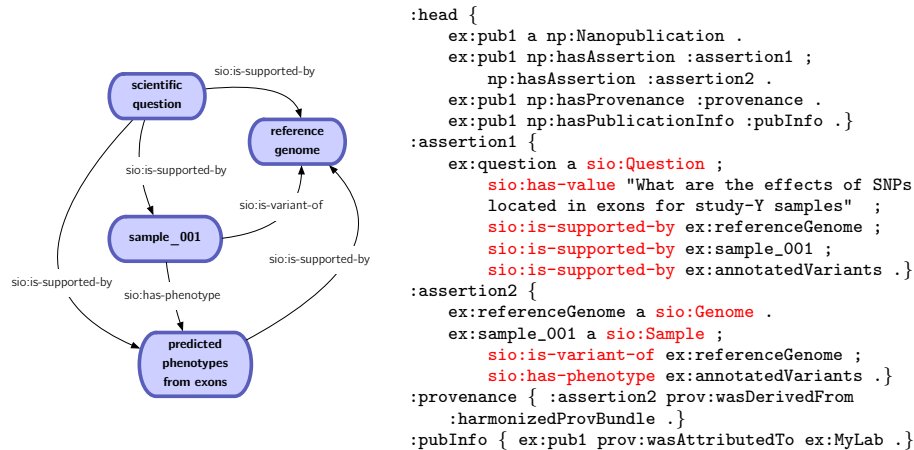 sio:is-supported-by
scientific
question
reference
genome
sio:is-supported-by
sio:is-variant-of
sample_001
sio:is-supported-by
sio:is-supported-by
sio:has-phenotype
predicted
phenotypes
from exons
:head {
ex:pub1 a np:Nanopublication .
ex:pub1 np:hasAssertion :assertion1 ;
np:hasAssertion :assertion2 .
ex:pub1 np:hasProvenance :provenance .
ex:pub1 np:hasPublicationInfo :pubInfo .}
:assertion1 {
ex:question a sio:Question ;
sio:has-value "What are the effects of SNPs
located in exons for study-Y samples" ;
sio:is-supported-by ex:referenceGenome ;
sio:is-supported-by ex:sample_001 ;
sio:is-supported-by ex:annotatedVariants .}
:assertion2 {
ex:referenceGenome a sio:Genome .
ex:sample_001 a sio:Sample ;
sio:is-variant-of ex:referenceGenome ;
sio:has-phenotype ex:annotatedVariants .}
:provenance { :assertion2 prov:wasDerivedFrom
:harmonizedProvBundle .}
:pubInfo { ex:pub1 prov:wasAttributedTo ex:MyLab .}